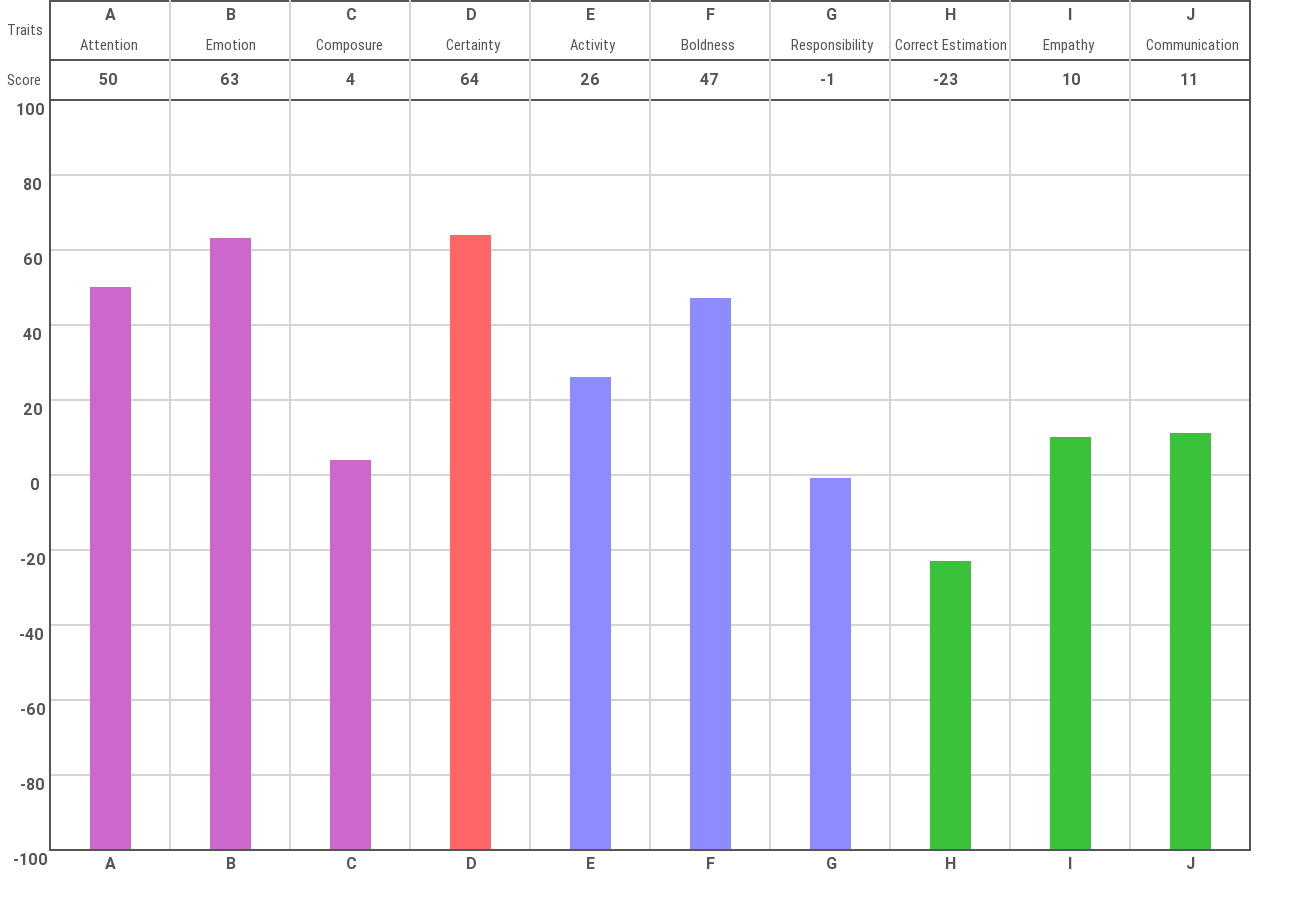 Traits A B C D E F G H I J
Attention Emotion Composure Certainty Activity Boldness Responsibility Correct Estimation Empathy Communication
Score 50 63 4 64 26 47 -1 -23 10 11
100
80
60
40
20
0
-20
-40
-60
-80
-100
A B C D E F G H I J